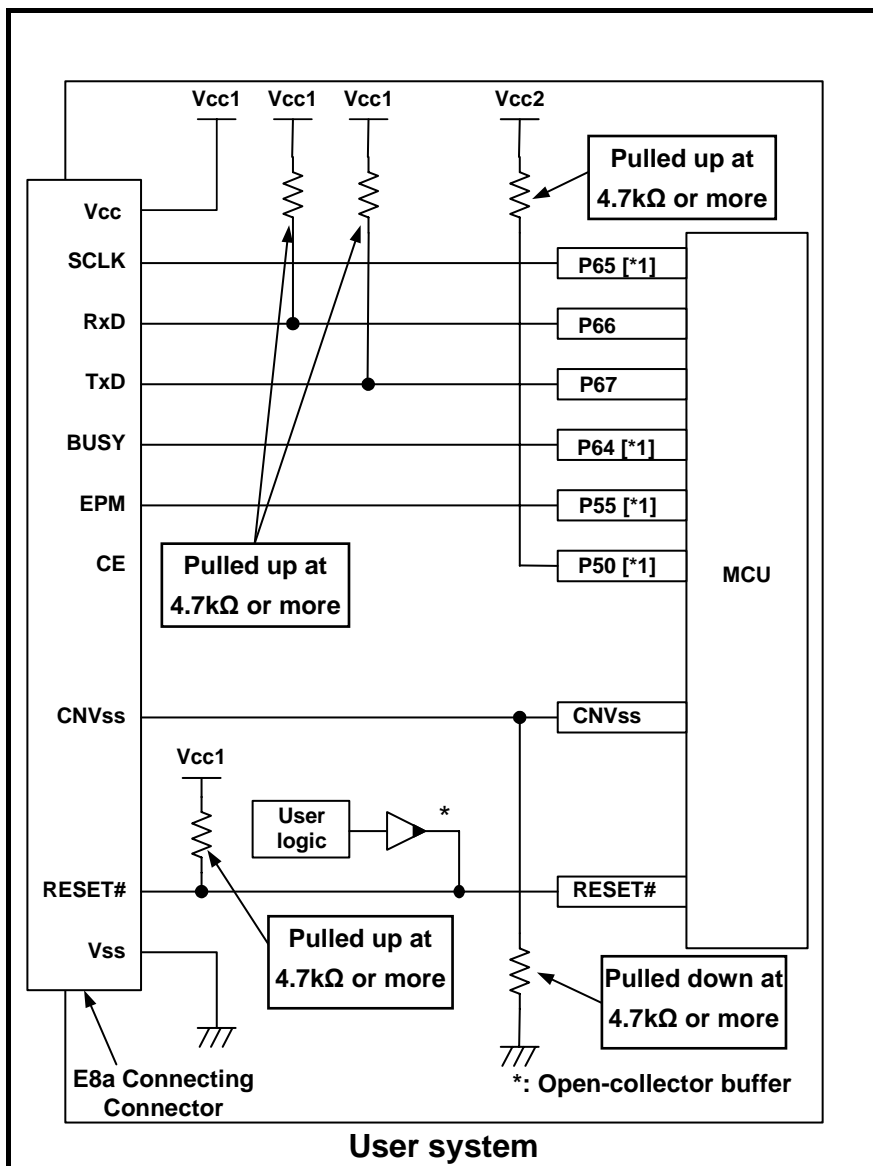 Vcc1 Vcc1 Vcc1 Vcc2
Pulled up at
4.7kΩ or more
Vcc
SCLK
P65 [*1]
RxD
P66
TxD
P67
BUSY
P64 [*1]
EPM
P55 [*1]
CE
Pulled up at
4.7kΩ or more
P50 [*1]
MCU
CNVss
CNVss
Vcc1
User
logic
*
RESET#
RESET#
Pulled up at
4.7kΩ or more
Vss
Pulled down at
4.7kΩ or more
E8a Connecting
Connector
*: Open-collector buffer
User system